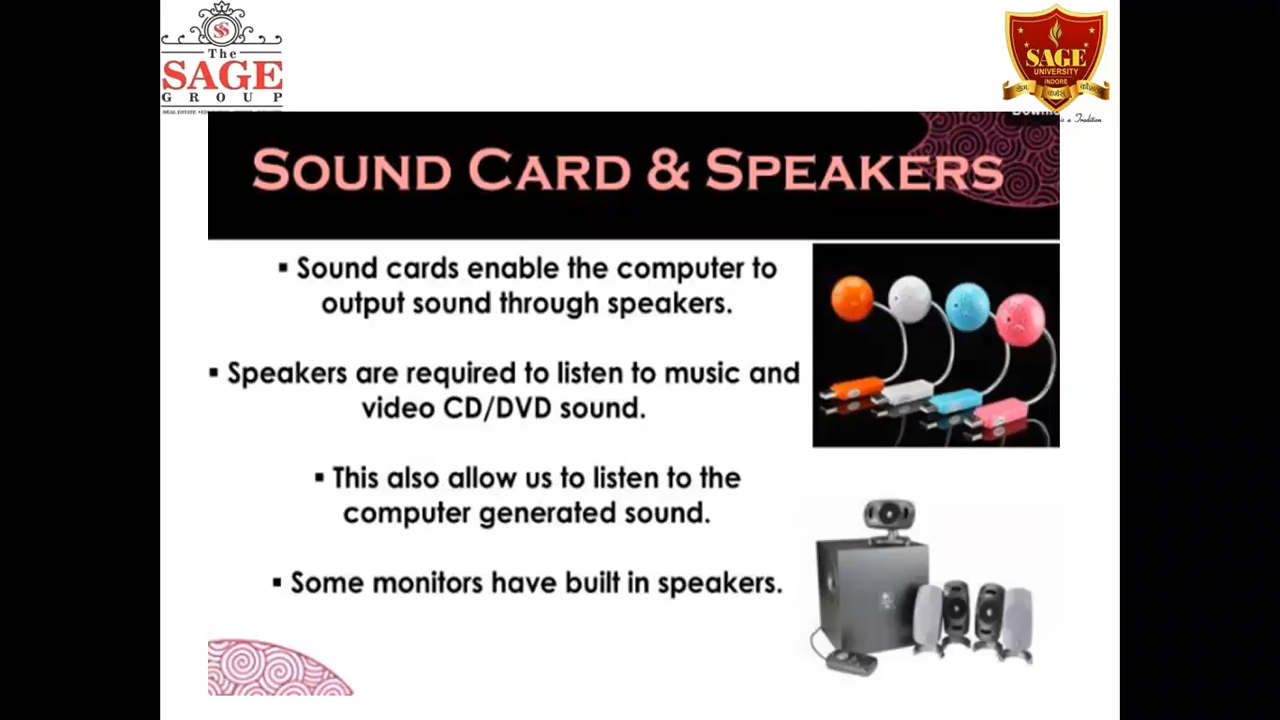 The
SAGE
GROUP
SAGE
UNIVERSITY
INDORE
a Tradition
SOUND CARD & SPEAKERS
▪ Sound cards enable the computer to
output sound through speakers.
▪ Speakers are required to listen to music and
video CD/DVD sound.
▪ This also allow us to listen to the
computer generated sound.
▪ Some monitors have built in speakers.